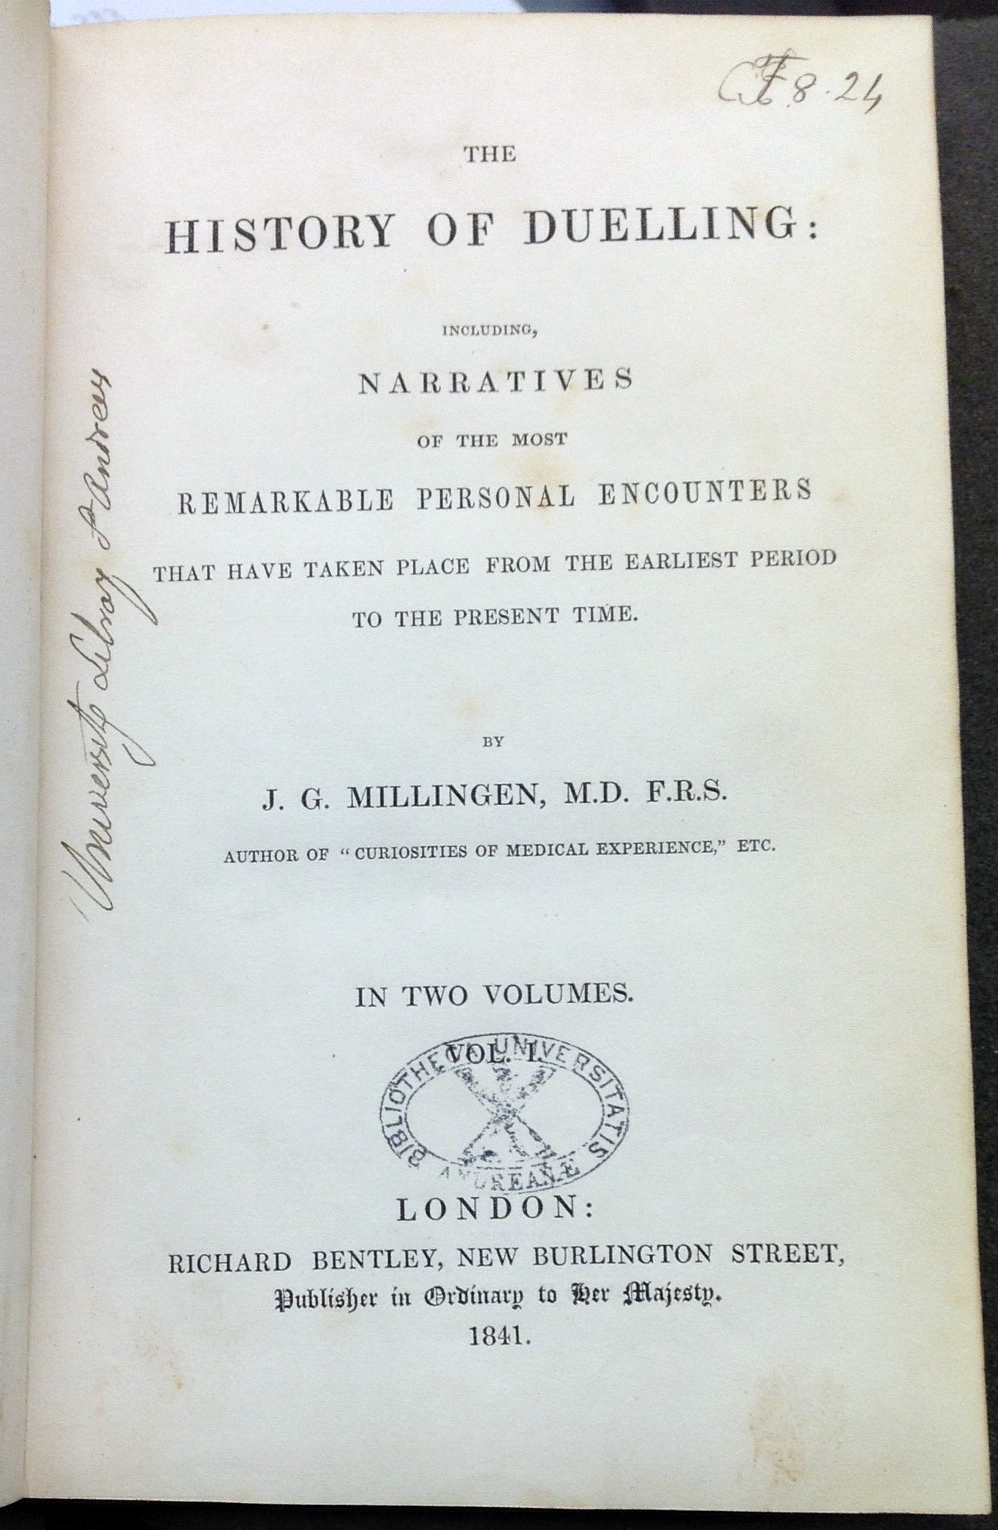 8.24
THE
HISTORY OF DUELLING:
INCLUDING,
NARRATIVES
OF THE MOST
REMARKABLE PERSONAL ENCOUNTERS
THAT HAVE TAKEN PLACE FROM THE EARLIEST PERIOD
TO THE PRESENT TIME.
BY
J. G. MILLINGEN, M.D. F.R.S.
AUTHOR OF “CURIOSITIES OF MEDICAL EXPERIENCE,” ETC.
IN TWO VOLUMES.
VOL. I.
BIBLIOTHECA UNIVERSITATIS
ANDREANÆ
LONDON:
RICHARD BENTLEY, NEW BURLINGTON STREET,
Publisher in Ordinary to Her Majesty.
1841.
University Library St Andrews